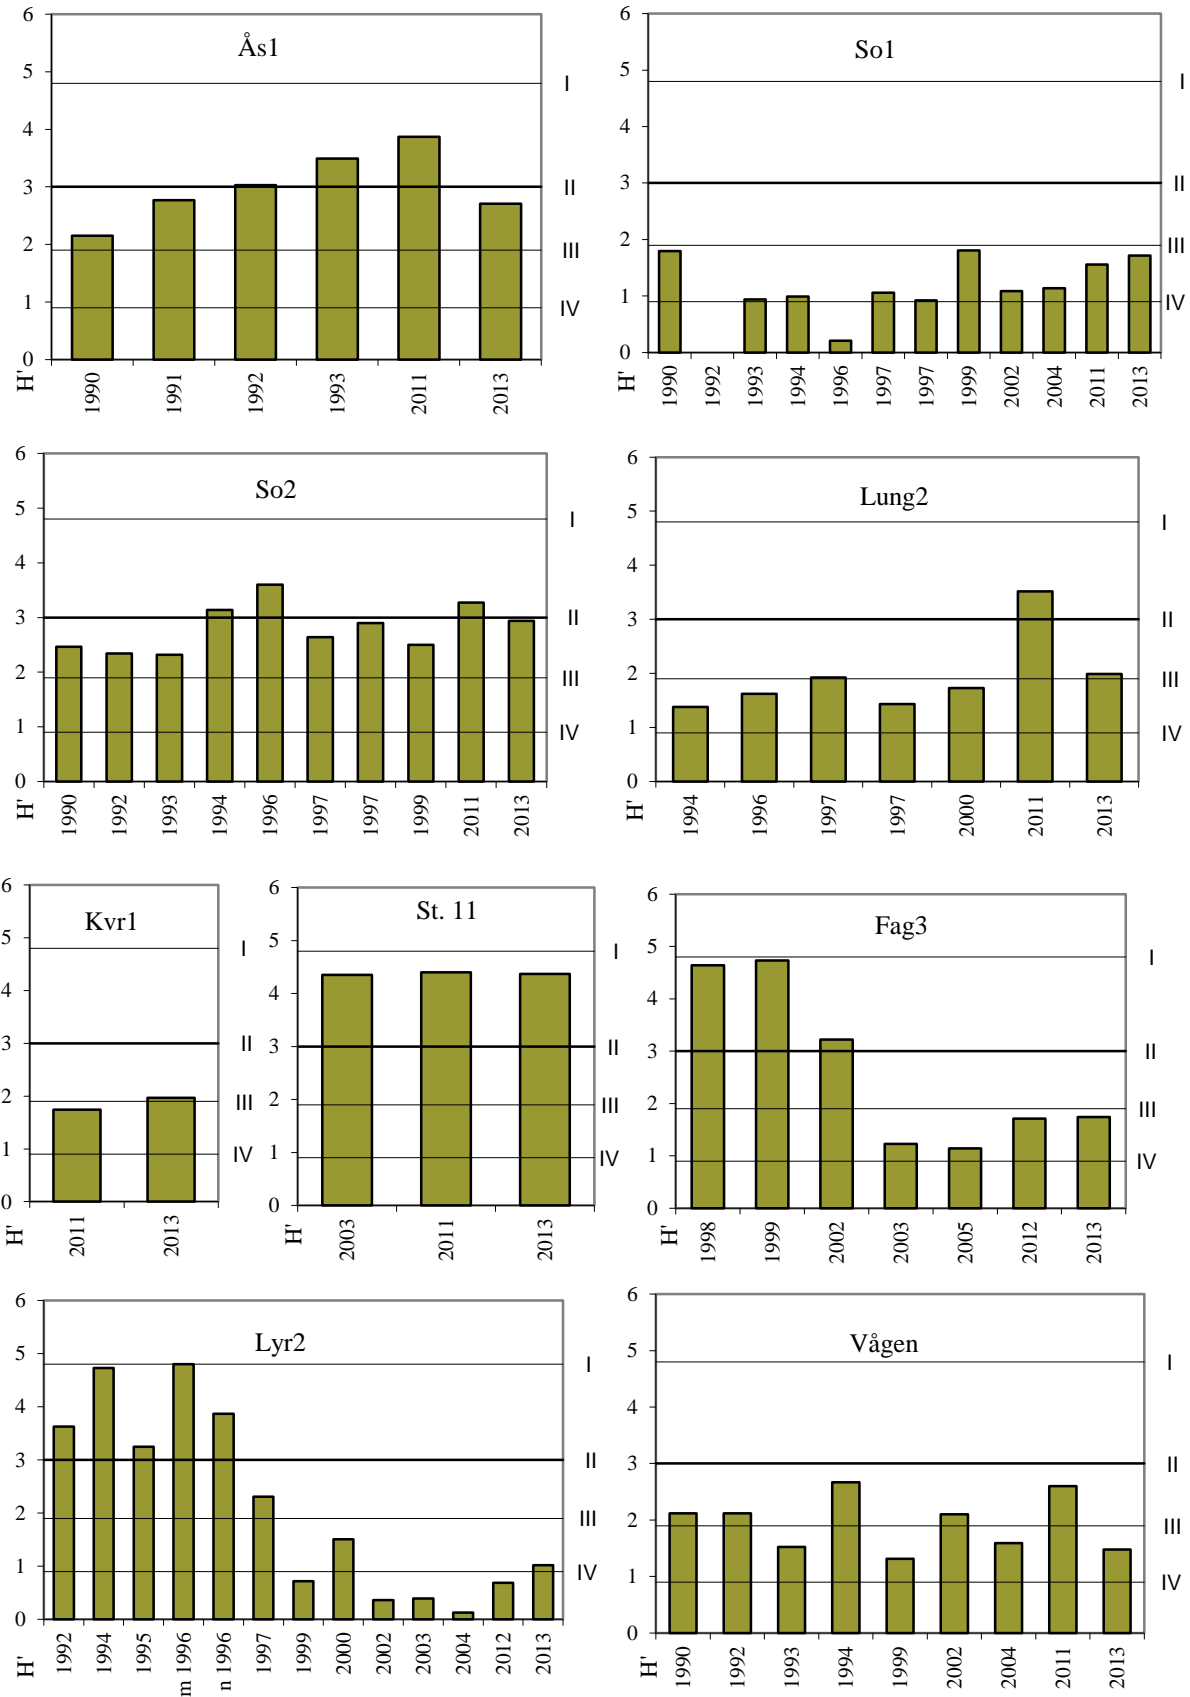 Ås1
6
5
4
3
2
1
0
H'
I
II
III
IV
1990
1991
1992
1993
2011
2013
So1
6
5
4
3
2
1
0
H'
I
II
III
IV
1990
1992
1993
1994
1996
1997
1997
1999
2002
2004
2011
2013
So2
6
5
4
3
2
1
0
H'
I
II
III
IV
1990
1992
1993
1994
1996
1997
1997
1999
2011
2013
Lung2
6
5
4
3
2
1
0
H'
I
II
III
IV
1994
1996
1997
1997
2000
2011
2013
Kvr1
6
5
4
3
2
1
0
H'
I
II
III
IV
2011
2013
St. 11
6
5
4
3
2
1
0
H'
I
II
III
IV
2003
2011
2013
Fag3
6
5
4
3
2
1
0
H'
I
II
III
IV
1998
1999
2002
2003
2005
2012
2013
Lyr2
6
5
4
3
2
1
0
H'
I
II
III
IV
1992
1994
1995
m 1996
n 1996
1997
1999
2000
2002
2003
2004
2012
2013
Vågen
6
5
4
3
2
1
0
H'
I
II
III
IV
1990
1992
1993
1994
1999
2002
2004
2011
2013